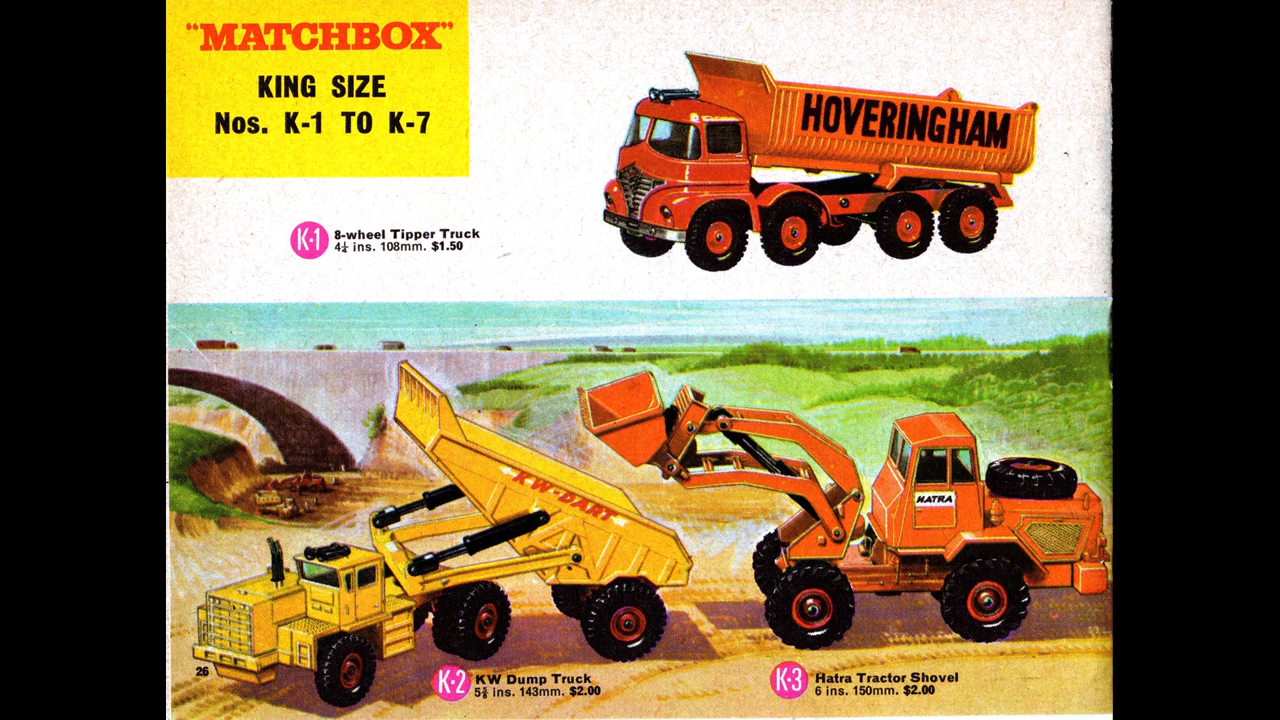 "MATCHBOX"
KING SIZE
Nos. K-1 TO K-7
HOVERINGHAM
K·1 8-wheel Tipper Truck
4¼ ins. 108mm. $1.50
KW-DART
HATRA
26
K·2 KW Dump Truck
5⅝ ins. 143mm. $2.00
K·3 Hatra Tractor Shovel
6 ins. 150mm. $2.00